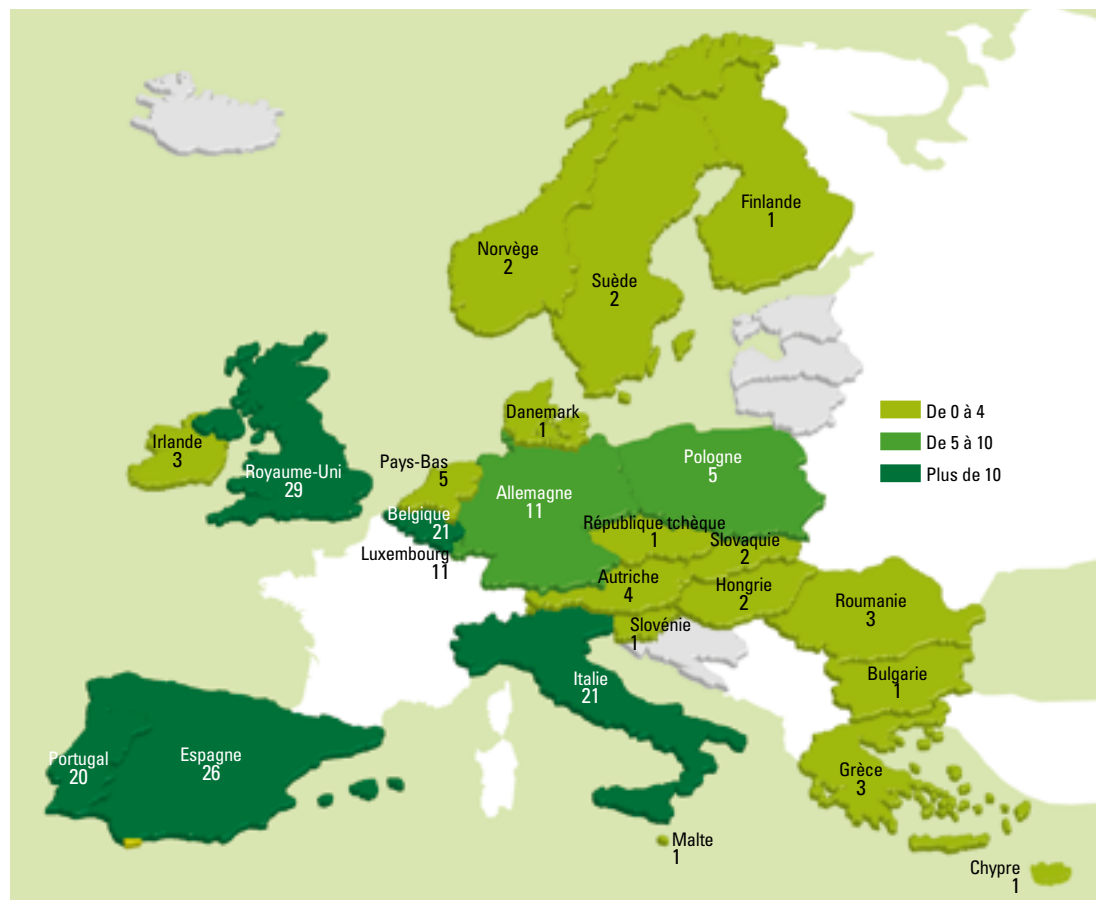 Finlande
1
Norvège
2
Suède
2
Danemark
1
De 0 à 4
De 5 à 10
Plus de 10
Irlande
3
Royaume-Uni
29
Pays-Bas
5
Pologne
5
Allemagne
11
Belgique
21
République tchèque
1
Slovaquie
2
Luxembourg
11
Autriche
4
Hongrie
2
Roumanie
3
Slovénie
1
Bulgarie
1
Italie
21
Portugal
20
Espagne
26
Grèce
3
Malte
1
Chypre
1